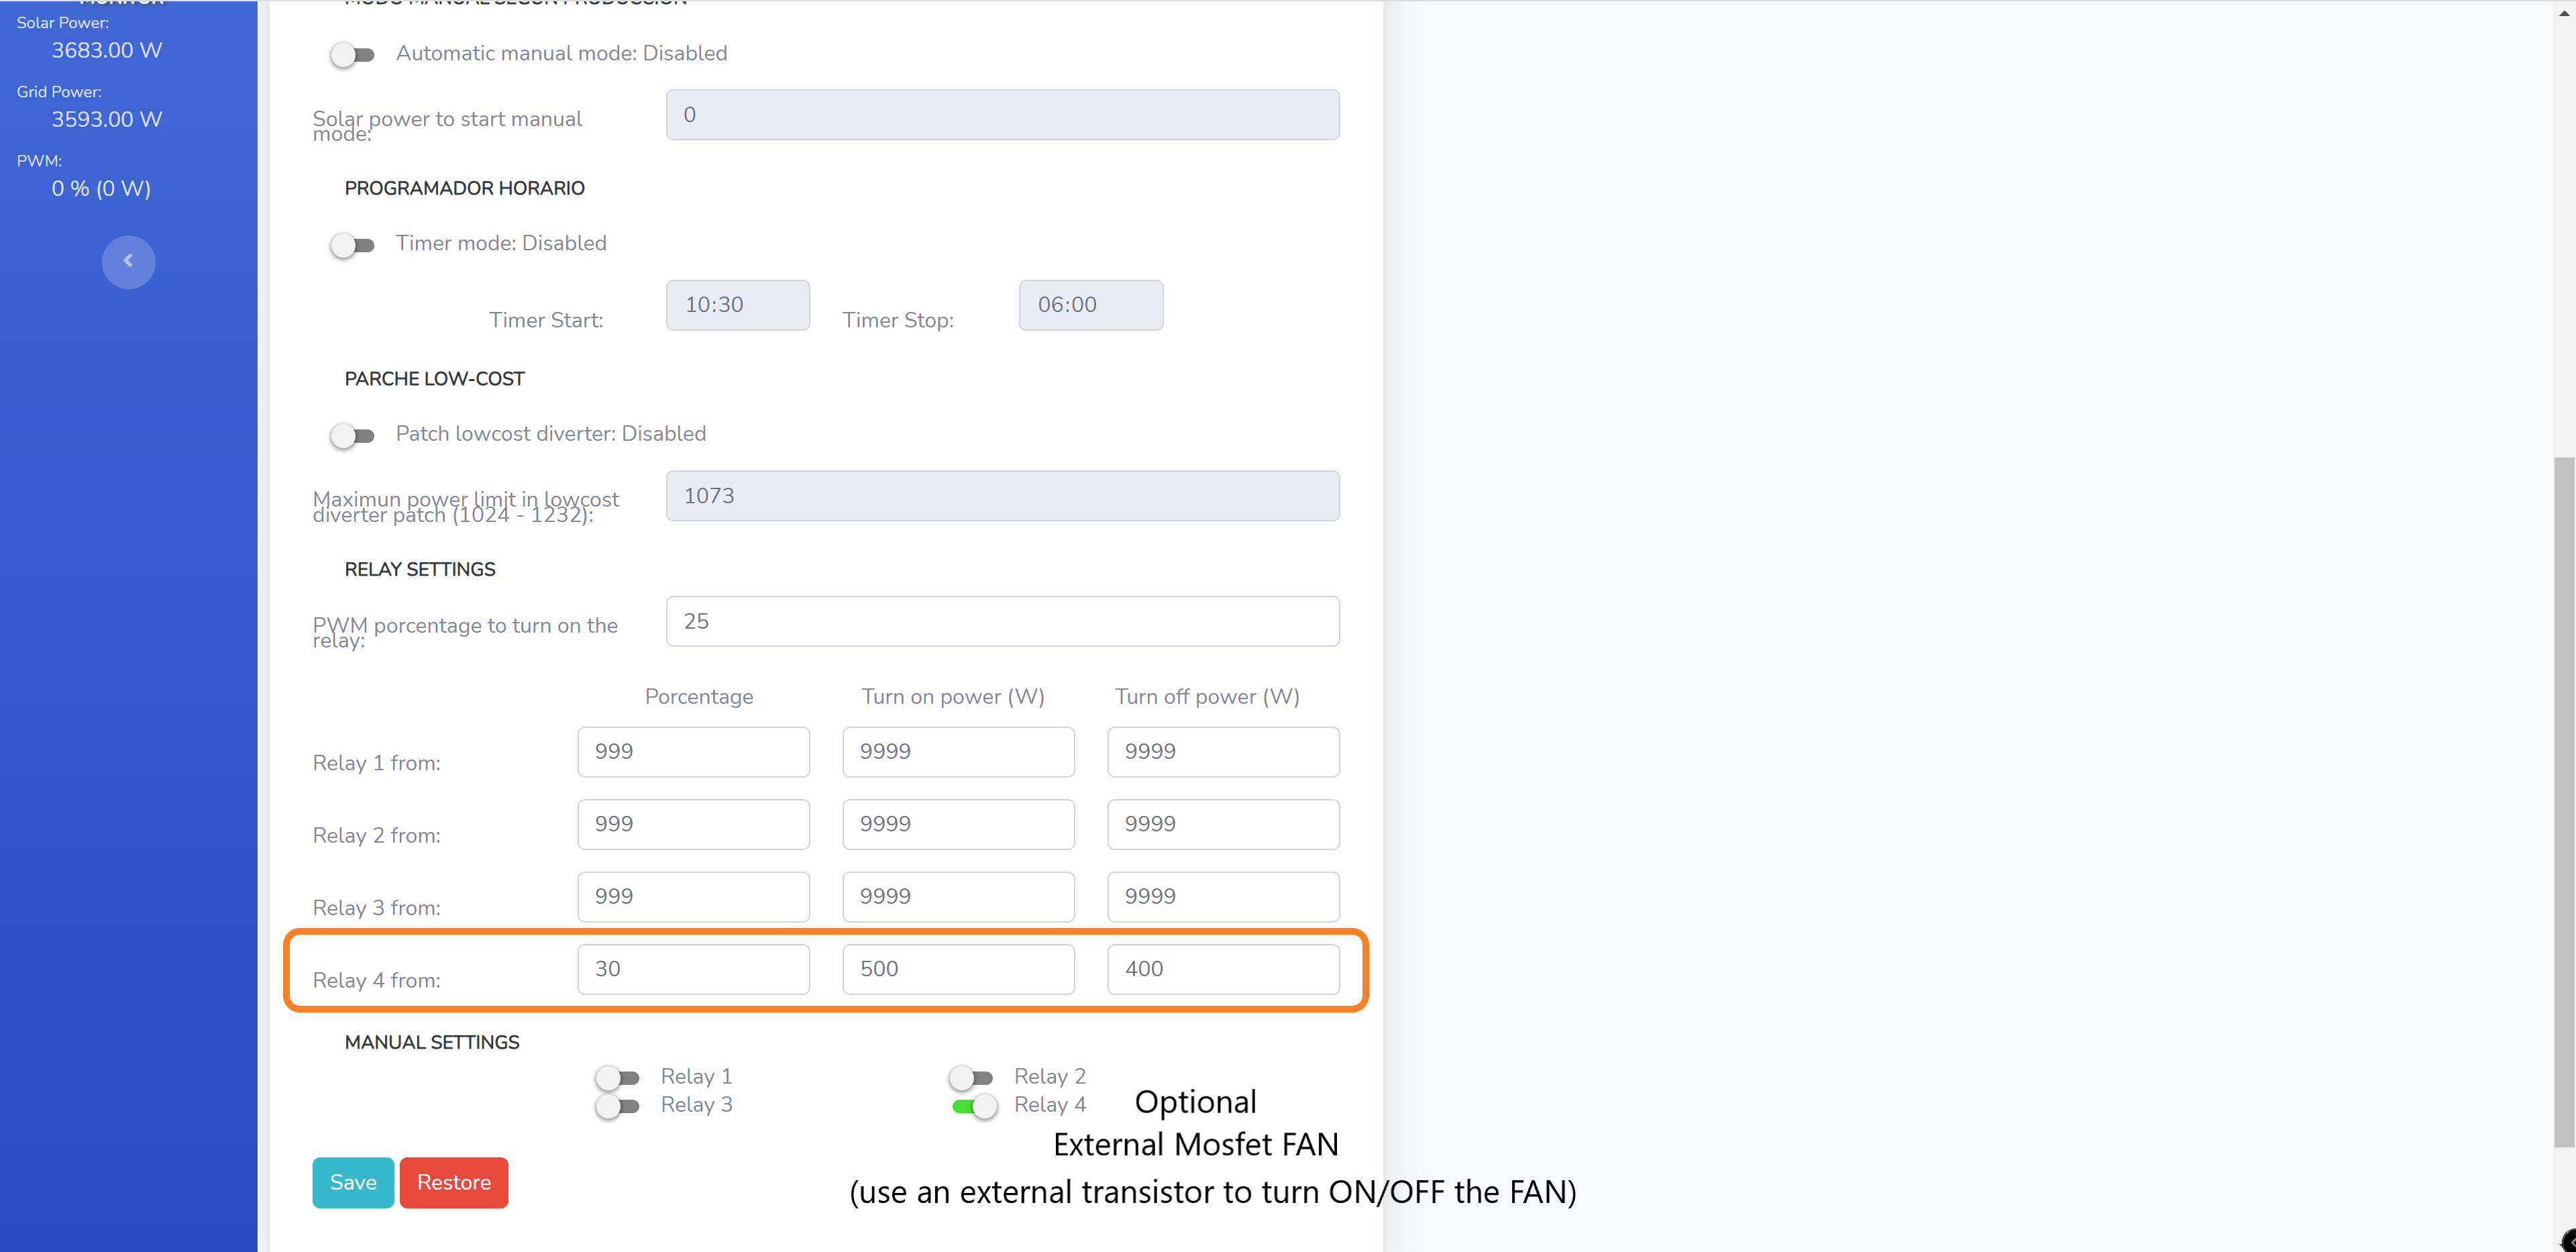 MONITOR
Solar Power:
3683.00 W
Grid Power:
3593.00 W
PWM:
0 % (0 W)
MODO MANUAL SEGUN PRODUCCION
Automatic manual mode: Disabled
Solar power to start manual
mode:
0
PROGRAMADOR HORARIO
Timer mode: Disabled
Timer Start: 10:30 Timer Stop: 06:00
PARCHE LOW-COST
Patch lowcost diverter: Disabled
Maximun power limit in lowcost
diverter patch (1024 - 1232):
1073
RELAY SETTINGS
PWM porcentage to turn on the
relay:
25
Porcentage Turn on power (W) Turn off power (W)
Relay 1 from: 999 9999 9999
Relay 2 from: 999 9999 9999
Relay 3 from: 999 9999 9999
Relay 4 from: 30 500 400
MANUAL SETTINGS
Relay 1 Relay 2
Relay 3 Relay 4
Optional
External Mosfet FAN
(use an external transistor to turn ON/OFF the FAN)
Save Restore